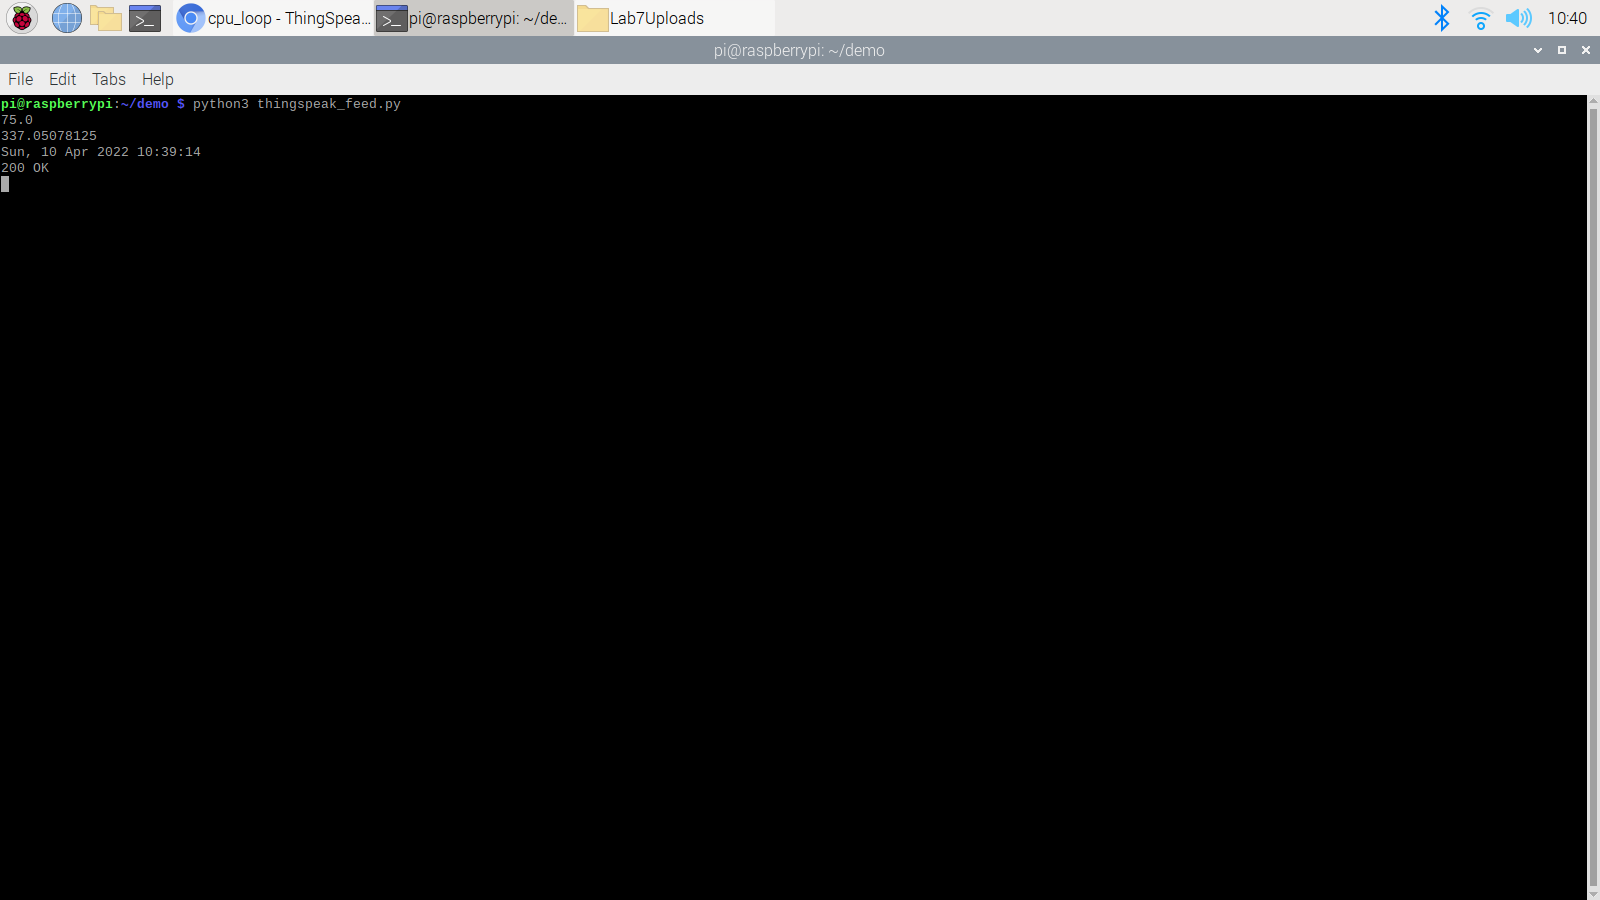 cpu_loop - ThingSpea...
pi@raspberrypi: ~/de...
Lab7Uploads
10:40
pi@raspberrypi: ~/demo
File Edit Tabs Help
pi@raspberrypi:~/demo $ python3 thingspeak_feed.py
75.0
337.05078125
Sun, 10 Apr 2022 10:39:14
200 OK